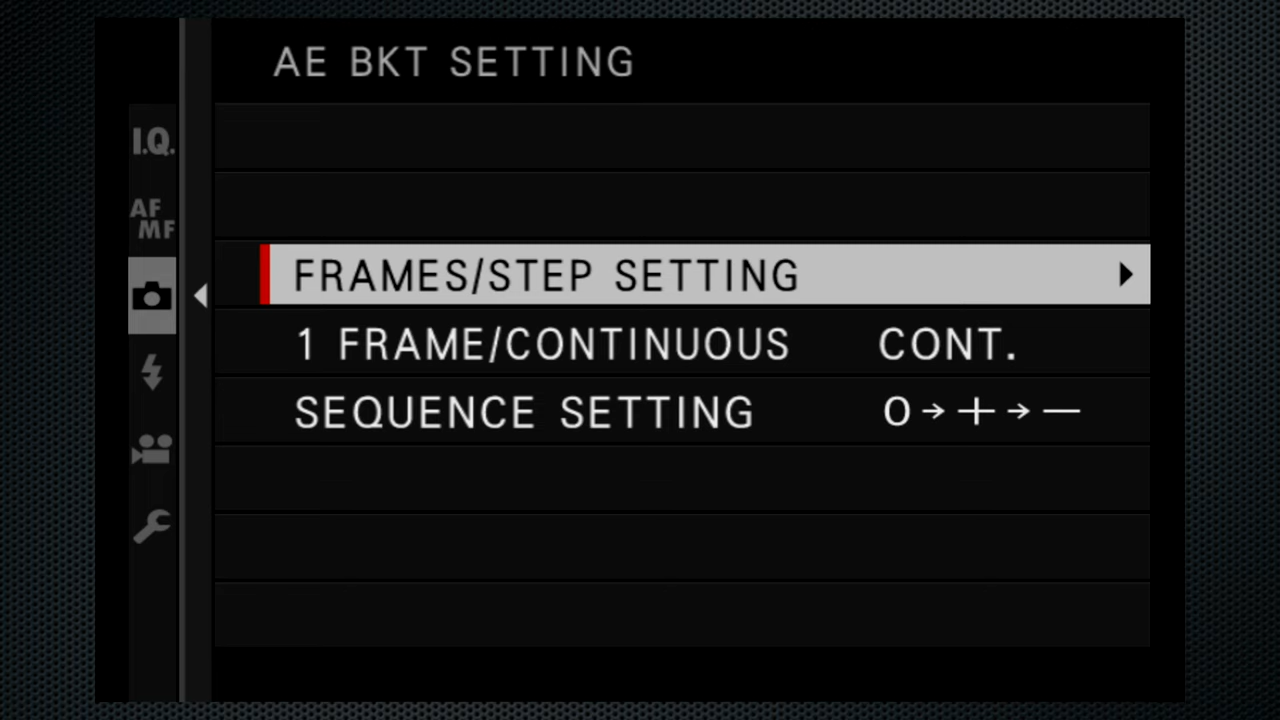 AE BKT SETTING
I.Q.
AF
MF
FRAMES/STEP SETTING
1 FRAME/CONTINUOUS CONT.
SEQUENCE SETTING 0→+→−